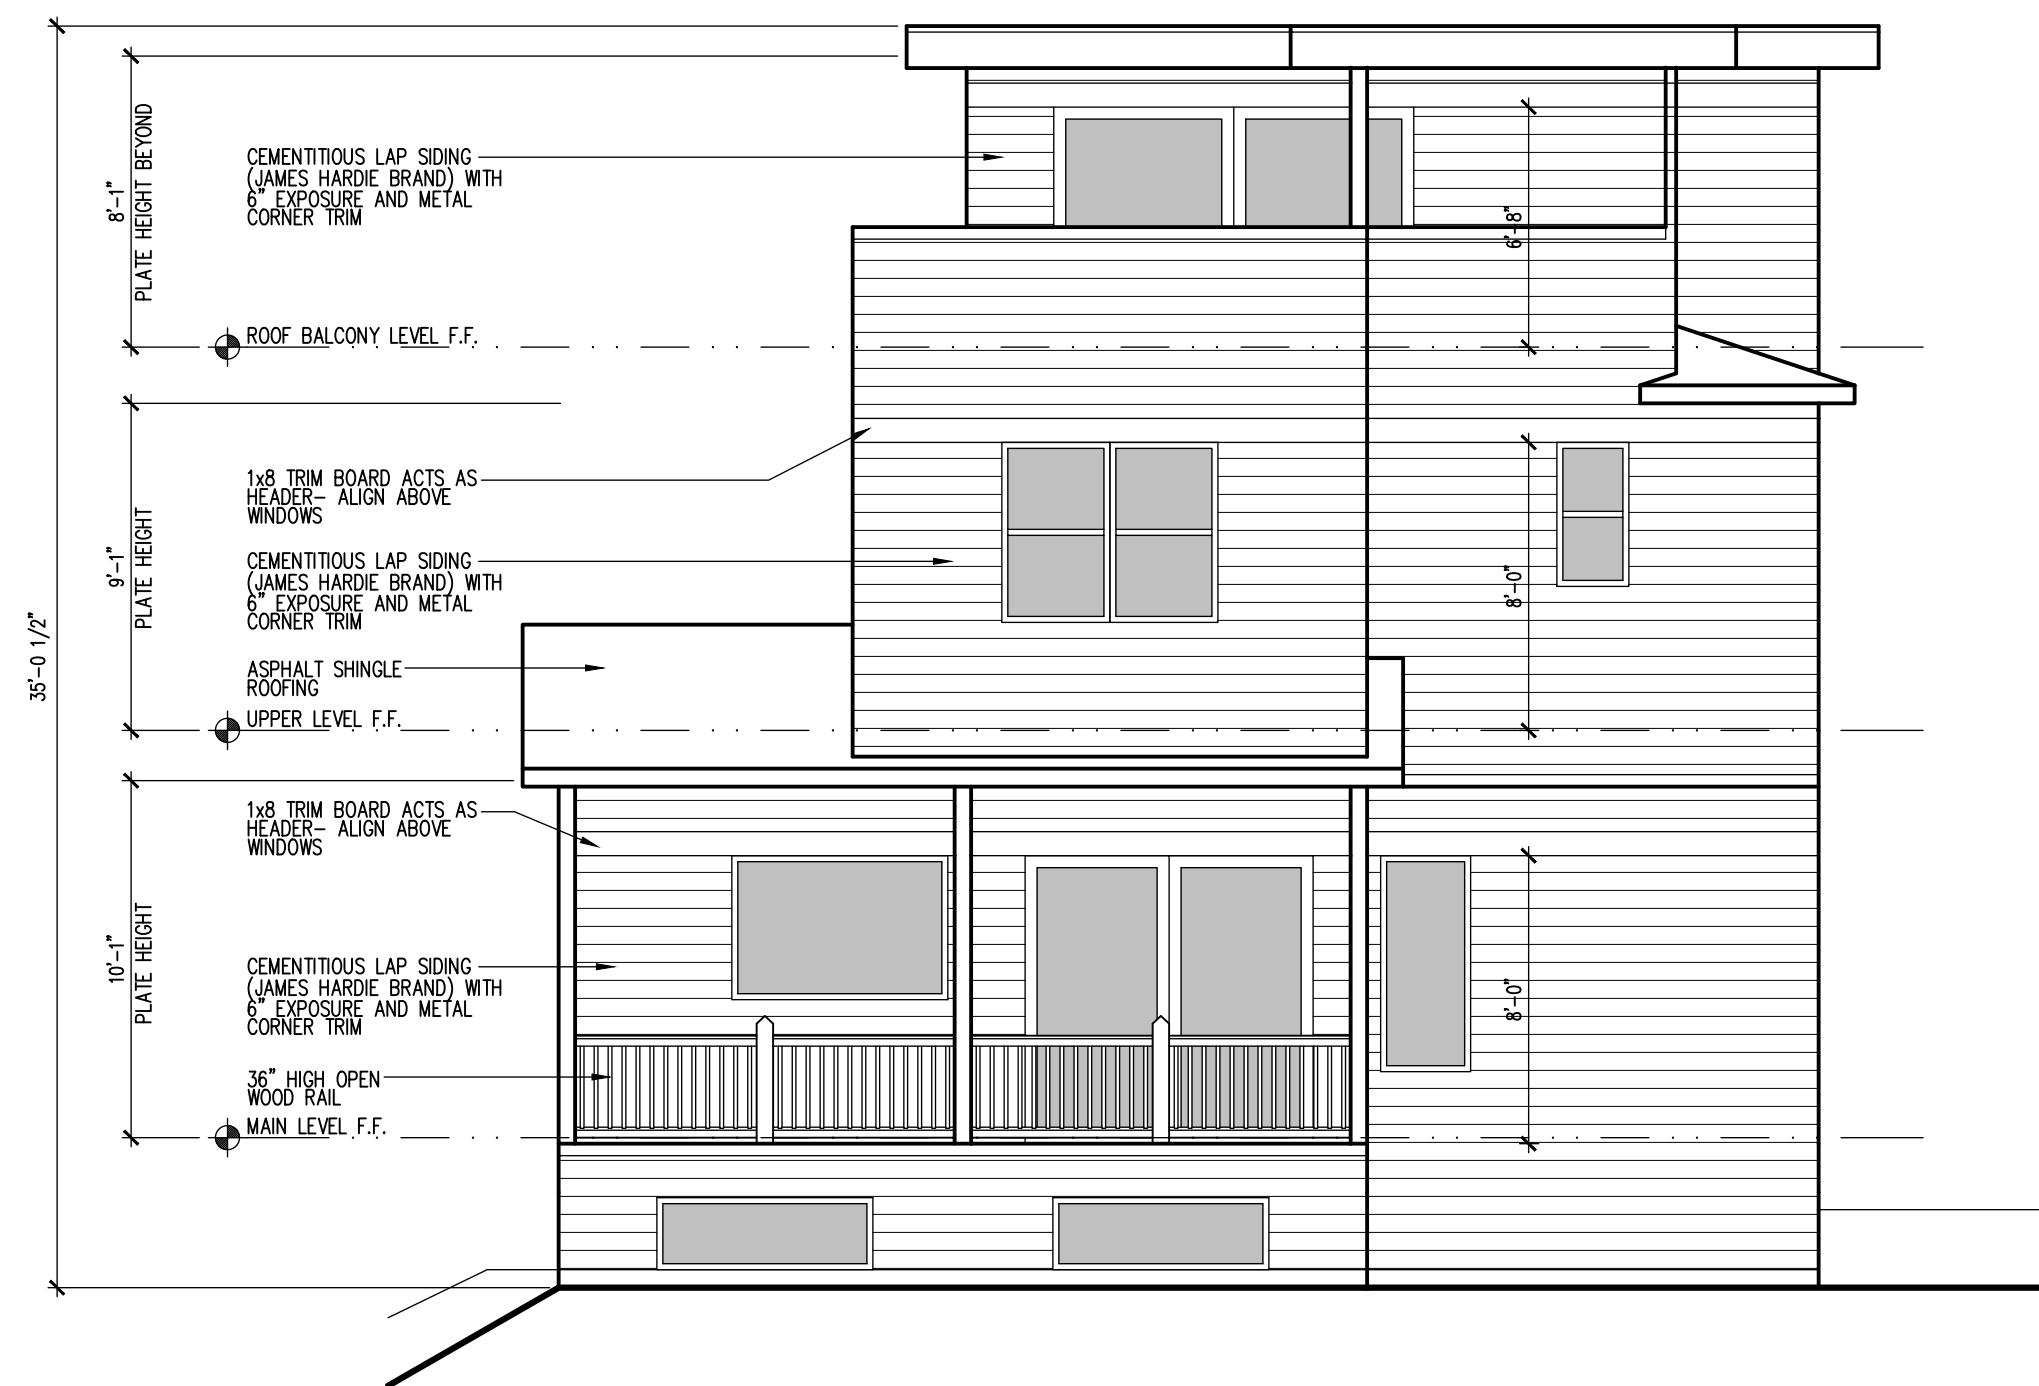 CEMENTITIOUS LAP SIDING
(JAMES HARDIE BRAND) WITH
6" EXPOSURE AND METAL
CORNER TRIM
8'-1"
PLATE HEIGHT BEYOND
6'-8"
ROOF BALCONY LEVEL F.F.
1x8 TRIM BOARD ACTS AS
HEADER- ALIGN ABOVE
WINDOWS
9'-1"
PLATE HEIGHT
CEMENTITIOUS LAP SIDING
(JAMES HARDIE BRAND) WITH
6" EXPOSURE AND METAL
CORNER TRIM
8'-0"
35'-0 1/2"
ASPHALT SHINGLE
ROOFING
UPPER LEVEL F.F.
1x8 TRIM BOARD ACTS AS
HEADER- ALIGN ABOVE
WINDOWS
10'-1"
PLATE HEIGHT
CEMENTITIOUS LAP SIDING
(JAMES HARDIE BRAND) WITH
6" EXPOSURE AND METAL
CORNER TRIM
8'-0"
36" HIGH OPEN
WOOD RAIL
MAIN LEVEL F.F.